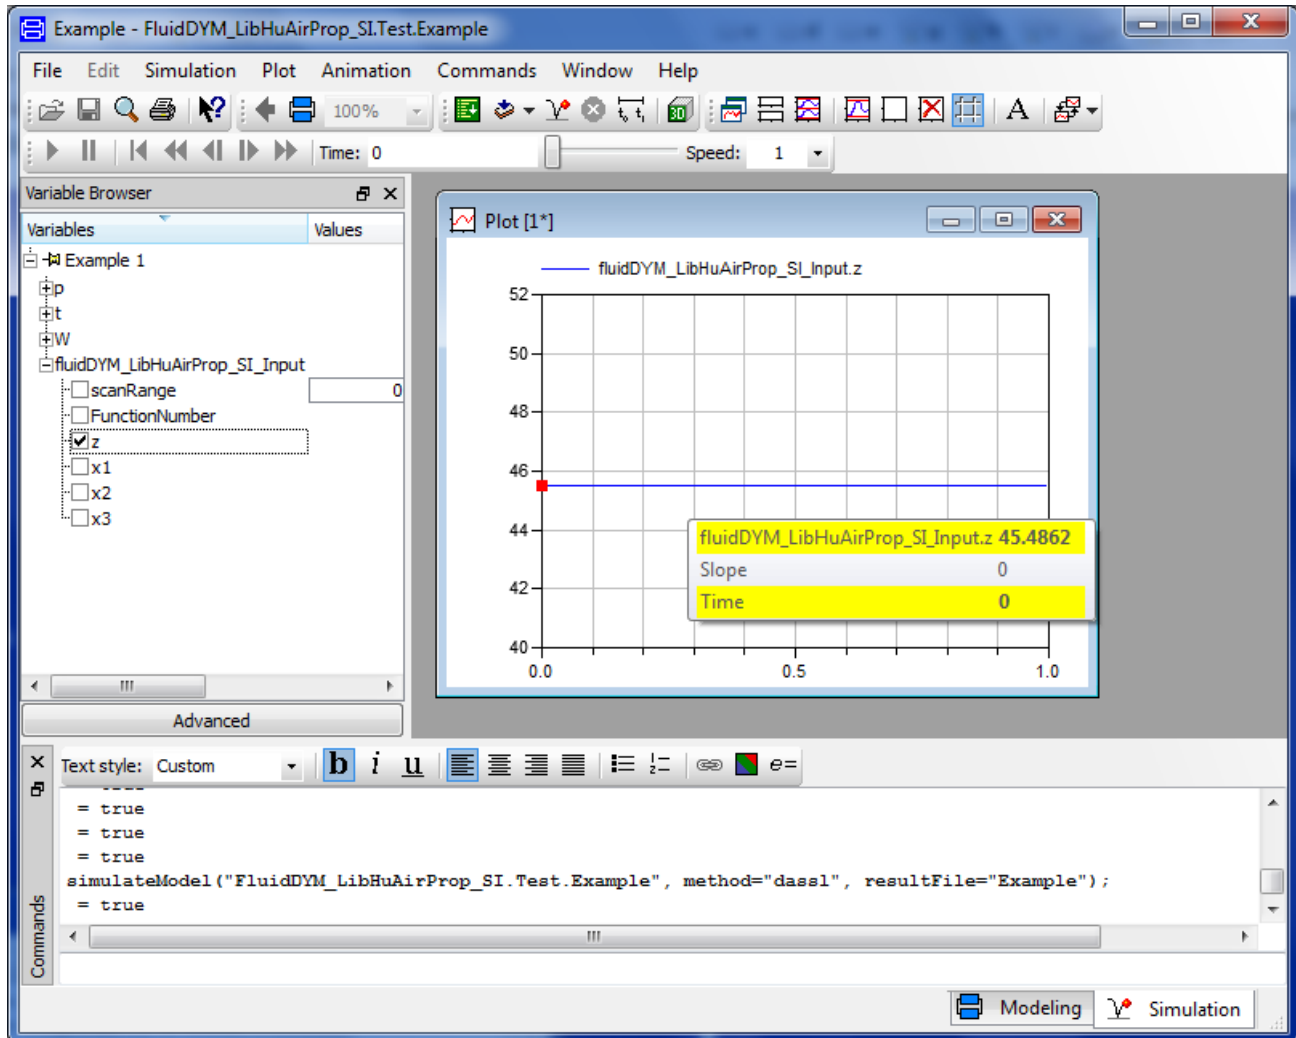 Example - FluidDYM_LibHuAirProp_SI.Test.Example
File Edit Simulation Plot Animation Commands Window Help
100%
Time: 0 Speed: 1
Variable Browser
Variables Values
Example 1
p
t
W
fluidDYM_LibHuAirProp_SI_Input
scanRange 0
FunctionNumber
z
x1
x2
x3
Advanced
Plot [1*]
fluidDYM_LibHuAirProp_SI_Input.z
52
50
48
46
44
42
40
0.0 0.5 1.0
fluidDYM_LibHuAirProp_SI_Input.z 45.4862
Slope 0
Time 0
Text style: Custom b i u e=
= true
= true
= true
simulateModel("FluidDYM_LibHuAirProp_SI.Test.Example", method="dassl", resultFile="Example");
= true
Commands
Modeling Simulation